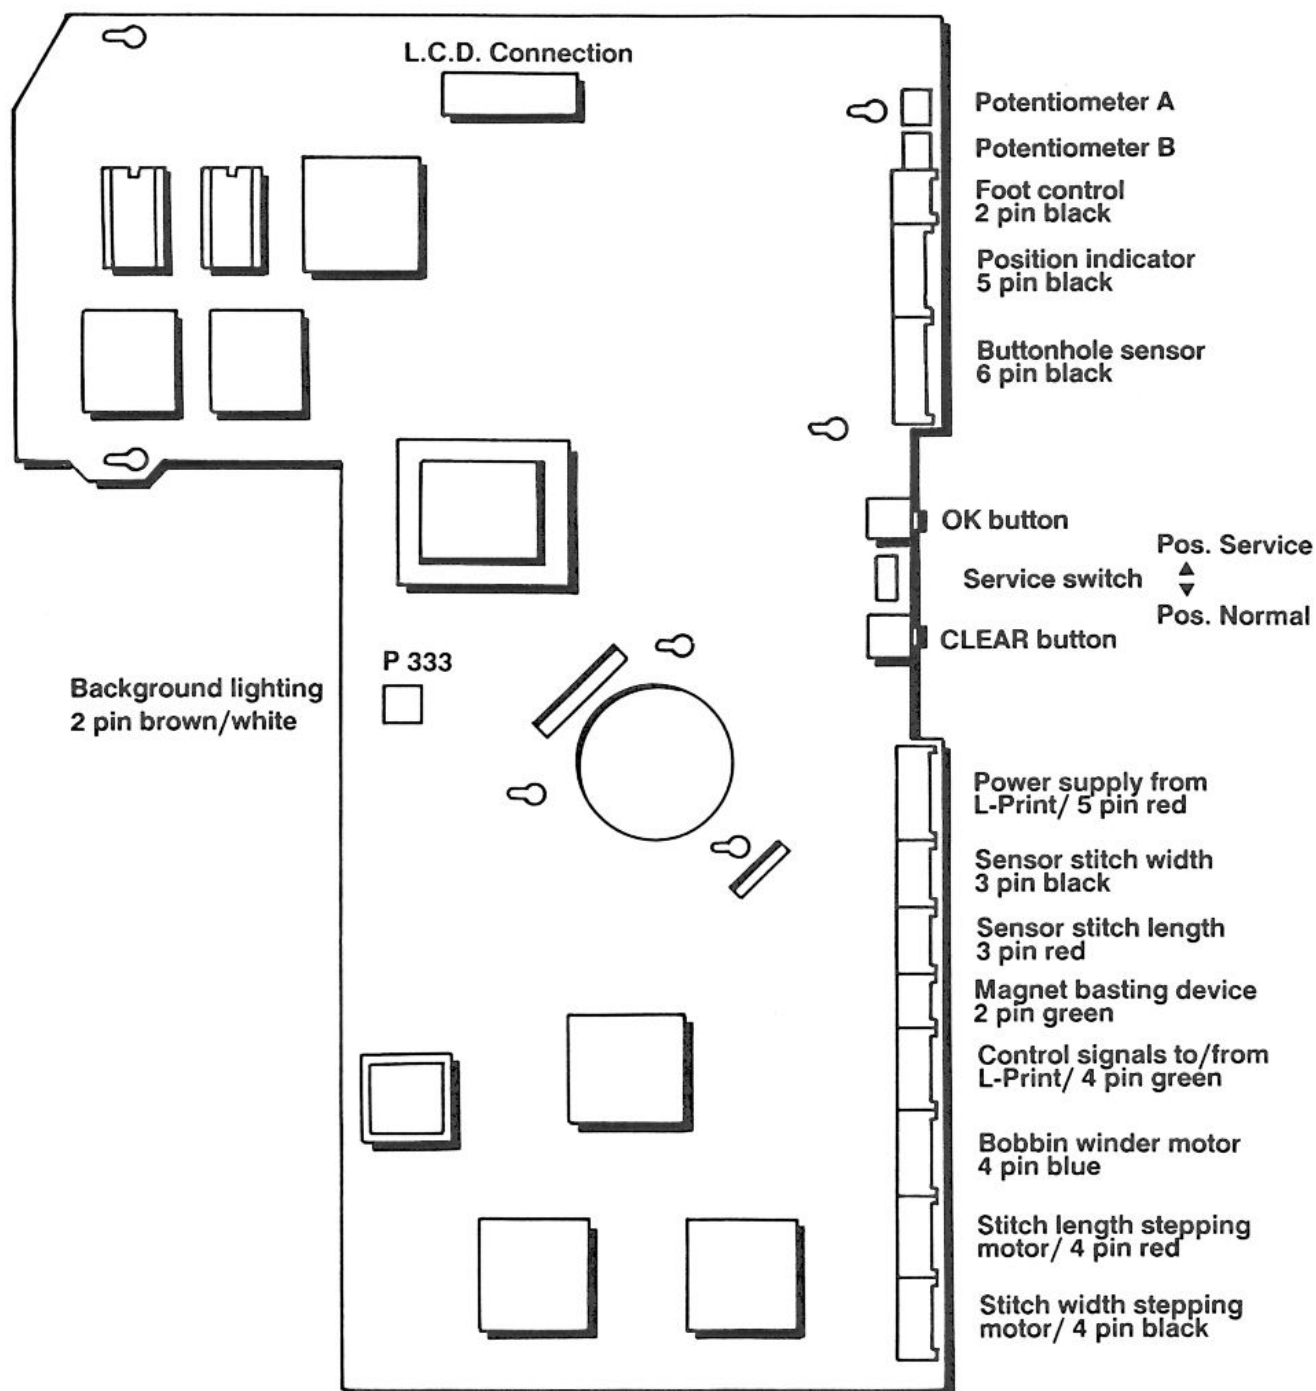 L.C.D. Connection
Potentiometer A
Potentiometer B
Foot control
2 pin black
Position indicator
5 pin black
Buttonhole sensor
6 pin black
OK button
Pos. Service
Service switch
Pos. Normal
CLEAR button
P 333
Background lighting
2 pin brown/white
Power supply from
L-Print/ 5 pin red
Sensor stitch width
3 pin black
Sensor stitch length
3 pin red
Magnet basting device
2 pin green
Control signals to/from
L-Print/ 4 pin green
Bobbin winder motor
4 pin blue
Stitch length stepping
motor/ 4 pin red
Stitch width stepping
motor/ 4 pin black